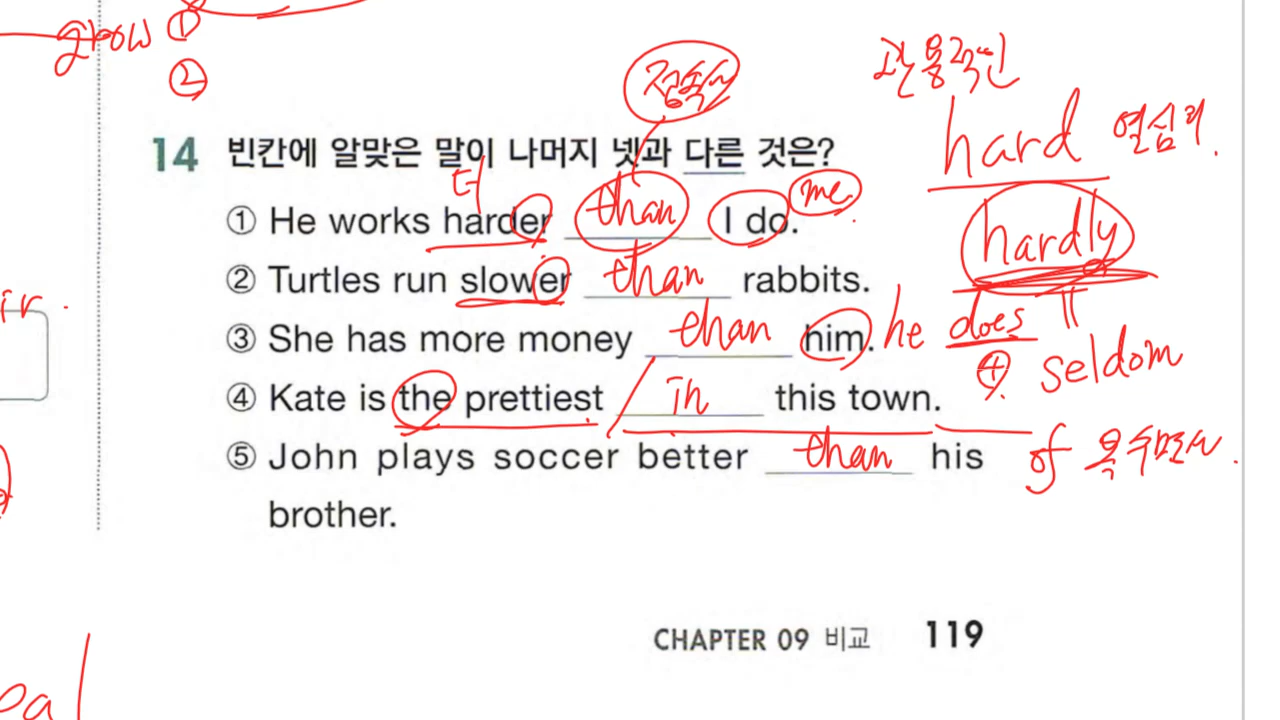 grow ①
②
관용적인
접속사
hard 열심히.
14 빈칸에 알맞은 말이 나머지 넷과 다른 것은?
더
me
① He works harder than I do.
hardly
② Turtles run slower than rabbits.
ir.
③ She has more money than him. he does =
+ seldom
④ Kate is the prettiest in this town.
of 복수명사.
⑤ John plays soccer better than his
brother.
CHAPTER 09 비교 119